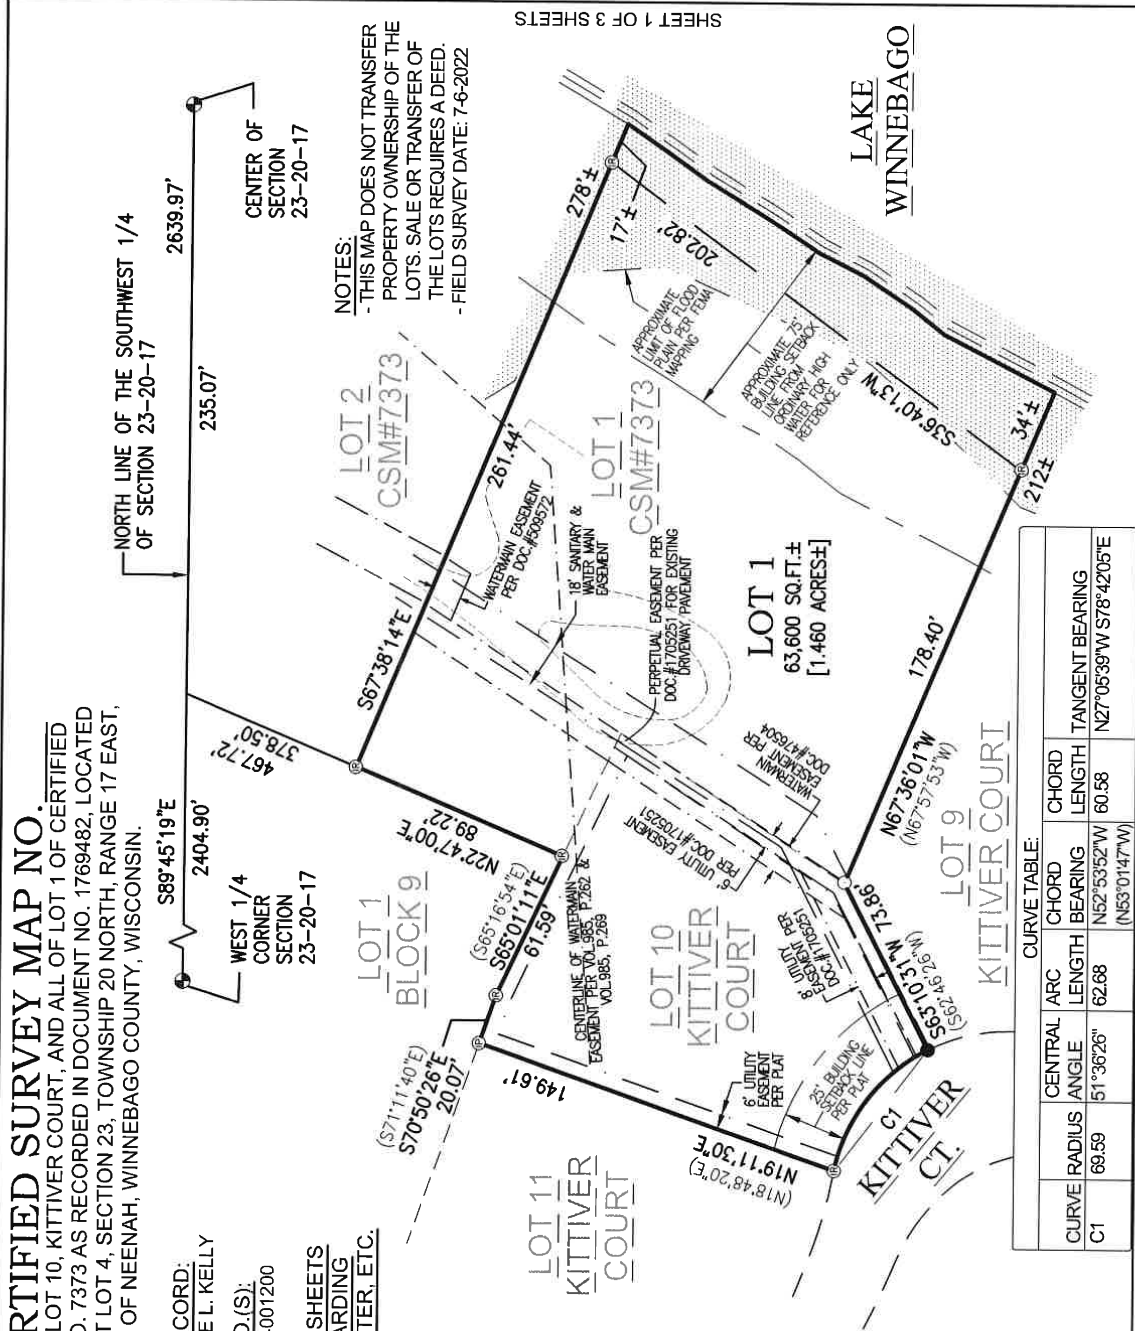 RTIFIED SURVEY MAP NO.
LOT 10, KITTIVER COURT, AND ALL OF LOT 1 OF CERTIFIED
O. 7373 AS RECORDED IN DOCUMENT NO. 1769482, LOCATED
T LOT 4, SECTION 23, TOWNSHIP 20 NORTH, RANGE 17 EAST,
OF NEENAH, WINNEBAGO COUNTY, WISCONSIN.
CORD:
E L. KELLY
D.(S):
-001200
SHEETS
ARDING
TER, ETC.
S89°45'19"E
2404.90'
WEST 1/4
CORNER
SECTION
23-20-17
NORTH LINE OF THE SOUTHWEST 1/4
OF SECTION 23-20-17
235.07'
2639.97'
CENTER OF
SECTION
23-20-17
467.72'
378.50'
NOTES:
- THIS MAP DOES NOT TRANSFER
PROPERTY OWNERSHIP OF THE
LOTS. SALE OR TRANSFER OF
THE LOTS REQUIRES A DEED.
- FIELD SURVEY DATE: 7-6-2022
SHEET 1 OF 3 SHEETS
LOT 1
BLOCK 9
LOT 2
CSM#7373
N22°47'00"E
89.22'
S67°38'14"E
261.44'
278'±
17'±
(S65°16'54"E)
S65°01'11"E
61.59'
(S71°11'40"E)
S70°50'26"E
20.07'
149.61'
N19°11'30"E
(N18°48'20"E)
CENTERLINE OF WATERMAIN
EASEMENT PER VOL.985, P.262 &
VOL.985, P.269
WATERMAIN EASEMENT
PER DOC.#509572
18' SANITARY &
WATER MAIN
EASEMENT
PERPETUAL EASEMENT PER
DOC.#1705251 FOR EXISTING
DRIVEWAY PAVEMENT
LOT 1
CSM#7373
APPROXIMATE
LIMIT OF FLOOD
PLAIN PER FEMA
MAPPING
202.82'
APPROXIMATE 75'
BUILDING SETBACK
LINE FROM
ORDINARY HIGH
WATER FOR
REFERENCE ONLY
S36°40'13"W
34'±
212±
LAKE
WINNEBAGO
LOT 1
63,600 SQ.FT.±
[1.460 ACRES±]
WATERMAIN
EASEMENT PER
DOC.#476504
6' UTILITY EASEMENT
PER DOC.#1705251
178.40'
N67°36'01"W
(N67°57'53"W)
LOT 10
KITTIVER
COURT
8' UTILITY
EASEMENT PER
DOC.#1705251
S63°10'31"W 73.86'
(S62°46'26"W)
6' UTILITY
EASEMENT
PER PLAT
25' BUILDING
SETBACK LINE
PER PLAT
C1
KITTIVER
CT.
LOT 11
KITTIVER
COURT
LOT 9
KITTIVER COURT
CURVE TABLE:
CURVE RADIUS CENTRAL ANGLE ARC LENGTH CHORD BEARING CHORD LENGTH TANGENT BEARING
C1 69.59 51°36'26" 62.68 N52°53'52"W 60.58 N27°05'39"W S78°42'05"E
(N53°01'47"W)